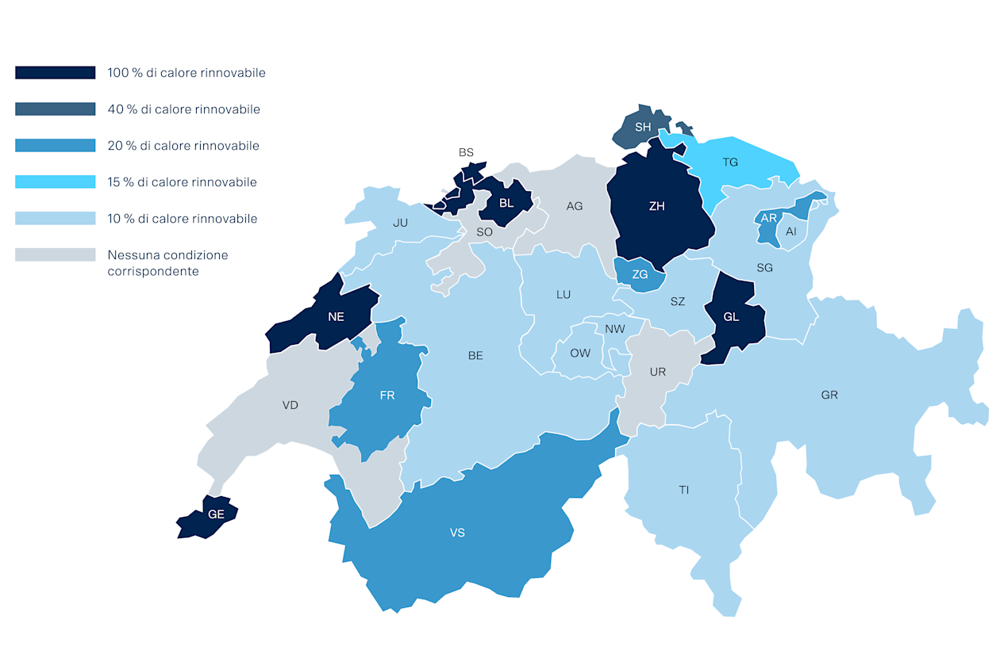 100 % di calore rinnovabile
40 % di calore rinnovabile
20 % di calore rinnovabile
15 % di calore rinnovabile
10 % di calore rinnovabile
Nessuna condizione
corrispondente
SH
BS
TG
BL
AG
ZH
JU
SO
AR
AI
ZG
SG
LU
SZ
NE
GL
NW
BE
OW
UR
FR
GR
VD
TI
GE
VS